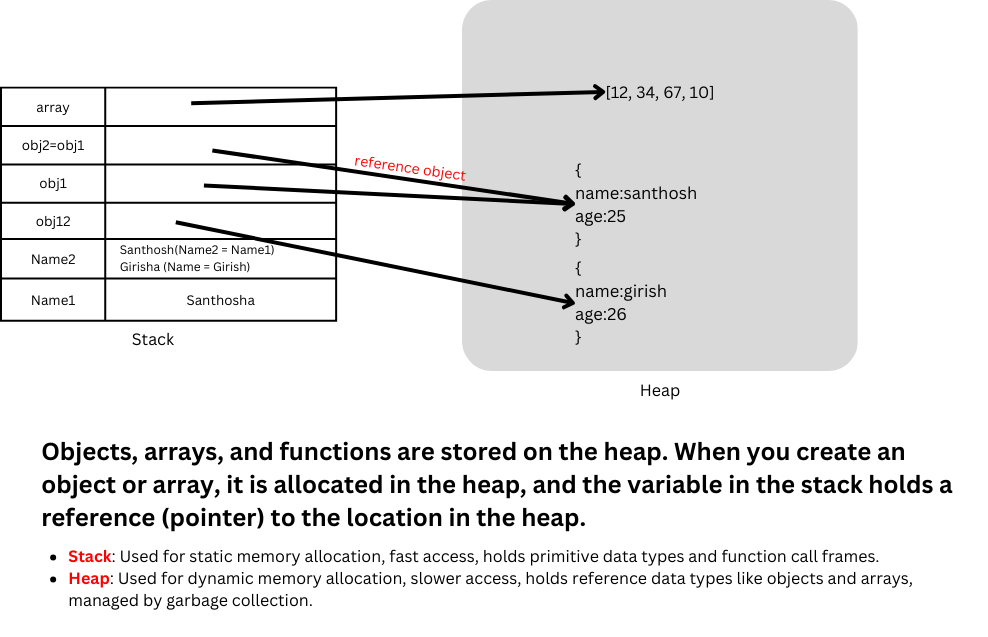 array
obj2=obj1
obj1
obj12
Name2
Santhosh(Name2 = Name1)
Girisha (Name = Girish)
Name1
Santhosha
Stack
reference object
[12, 34, 67, 10]
{
name:santhosh
age:25
}
{
name:girish
age:26
}
Heap
Objects, arrays, and functions are stored on the heap. When you create an
object or array, it is allocated in the heap, and the variable in the stack holds a
reference (pointer) to the location in the heap.
• Stack: Used for static memory allocation, fast access, holds primitive data types and function call frames.
• Heap: Used for dynamic memory allocation, slower access, holds reference data types like objects and arrays,
managed by garbage collection.